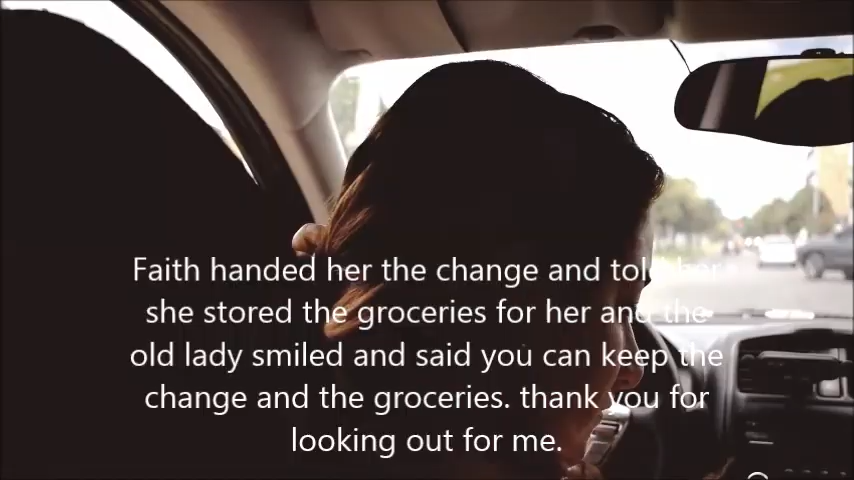 Faith handed her the change and told her
she stored the groceries for her and the
old lady smiled and said you can keep the
change and the groceries. thank you for
looking out for me.